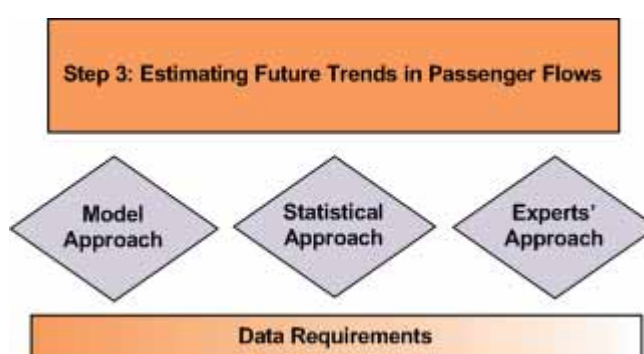 Step 3: Estimating Future Trends in Passenger Flows
Model
Approach
Statistical
Approach
Experts'
Approach
Data Requirements